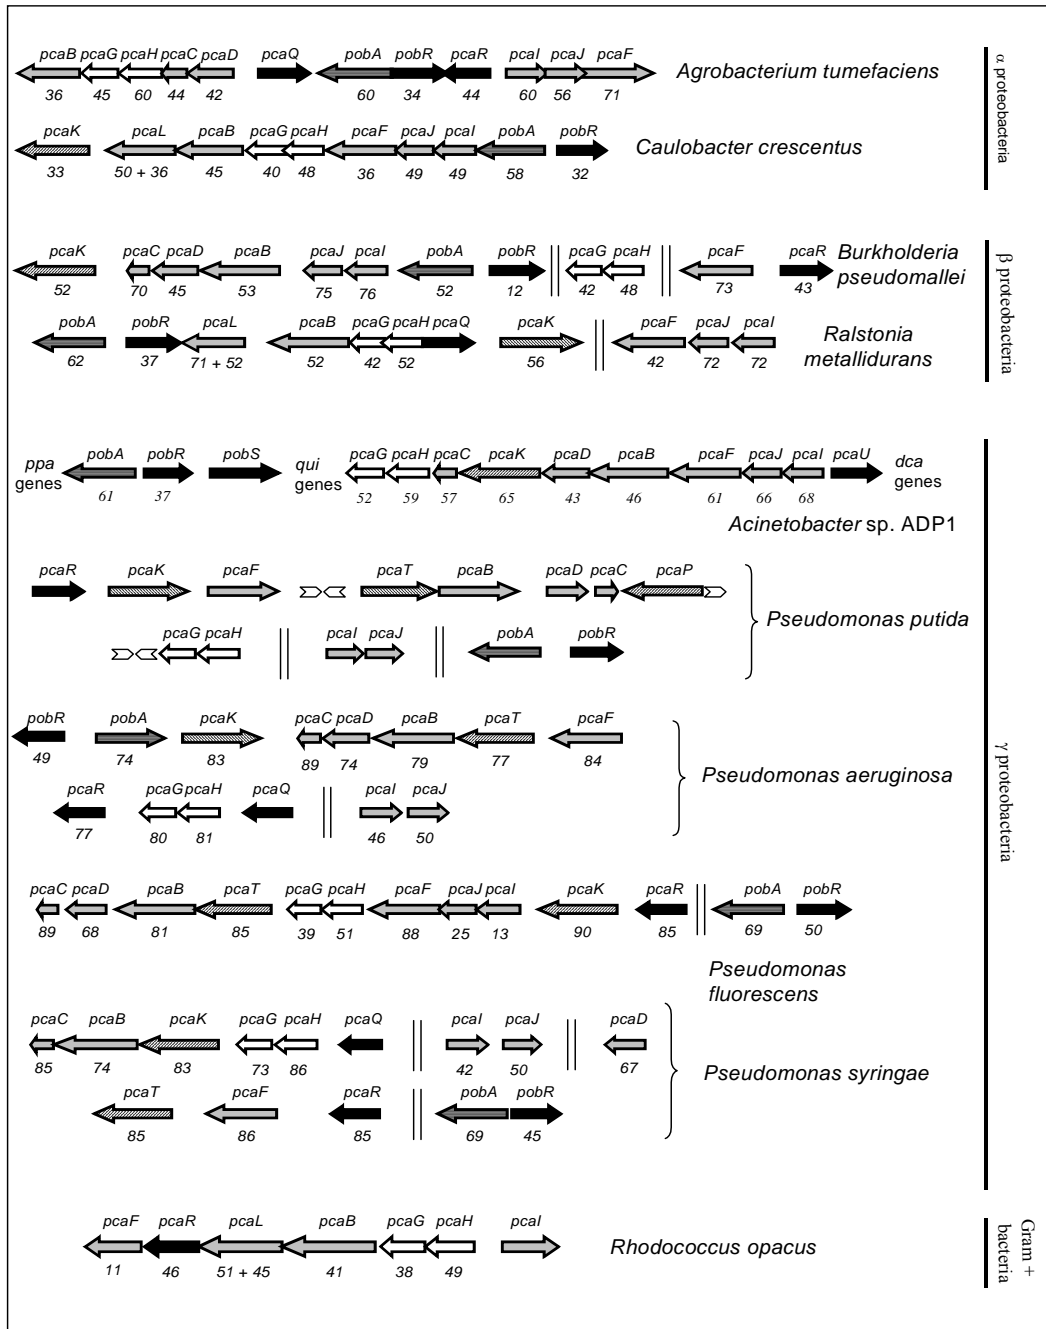 pcaB pcaG pcaH pcaC pcaD pcaQ pobA pobR pcaR pcaI pcaJ pcaF
Agrobacterium tumefaciens
36 45 60 44 42 60 34 44 60 56 71
pcaK pcaL pcaB pcaG pcaH pcaF pcaJ pcaI pobA pobR
Caulobacter crescentus
33 50 + 36 45 40 48 36 49 49 58 32
α proteobacteria
pcaK pcaC pcaD pcaB pcaJ pcaI pobA pobR pcaG pcaH pcaF pcaR
Burkholderia
pseudomallei
52 70 45 53 75 76 52 12 42 48 73 43
pobA pobR pcaL pcaB pcaG pcaH pcaQ pcaK pcaF pcaJ pcaI
Ralstonia
metallidurans
62 37 71 + 52 52 42 52 56 42 72 72
β proteobacteria
ppa
genes
pobA pobR pobS
qui
genes
pcaG pcaH pcaC pcaK pcaD pcaB pcaF pcaJ pcaI pcaU
dca
genes
61 37 52 59 57 65 43 46 61 66 68
Acinetobacter sp. ADP1
pcaR pcaK pcaF pcaT pcaB pcaD pcaC pcaP
Pseudomonas putida
pcaG pcaH pcaI pcaJ pobA pobR
pobR pobA pcaK pcaC pcaD pcaB pcaT pcaF
49 74 83 89 74 79 77 84
Pseudomonas aeruginosa
pcaR pcaG pcaH pcaQ pcaI pcaJ
77 80 81 46 50
γ proteobacteria
pcaC pcaD pcaB pcaT pcaG pcaH pcaF pcaJ pcaI pcaK pcaR pobA pobR
89 68 81 85 39 51 88 25 13 90 85 69 50
Pseudomonas
fluorescens
pcaC pcaB pcaK pcaG pcaH pcaQ pcaI pcaJ pcaD
85 74 83 73 86 42 50 67
Pseudomonas syringae
pcaT pcaF pcaR pobA pobR
85 86 85 69 45
pcaF pcaR pcaL pcaB pcaG pcaH pcaI
Rhodococcus opacus
11 46 51 + 45 41 38 49
Gram +
bacteria